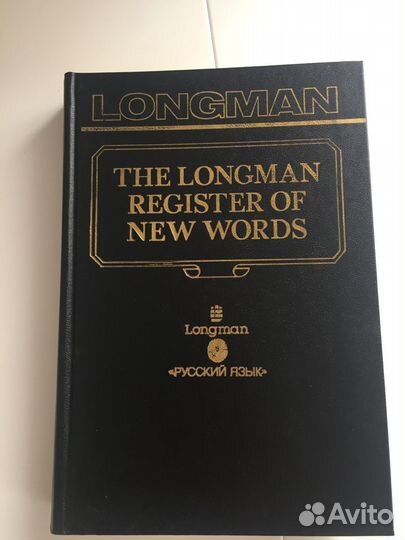 LONGMAN
THE LONGMAN
REGISTER OF
NEW WORDS
Longman
«РУССКИЙ ЯЗЫК»
Avito